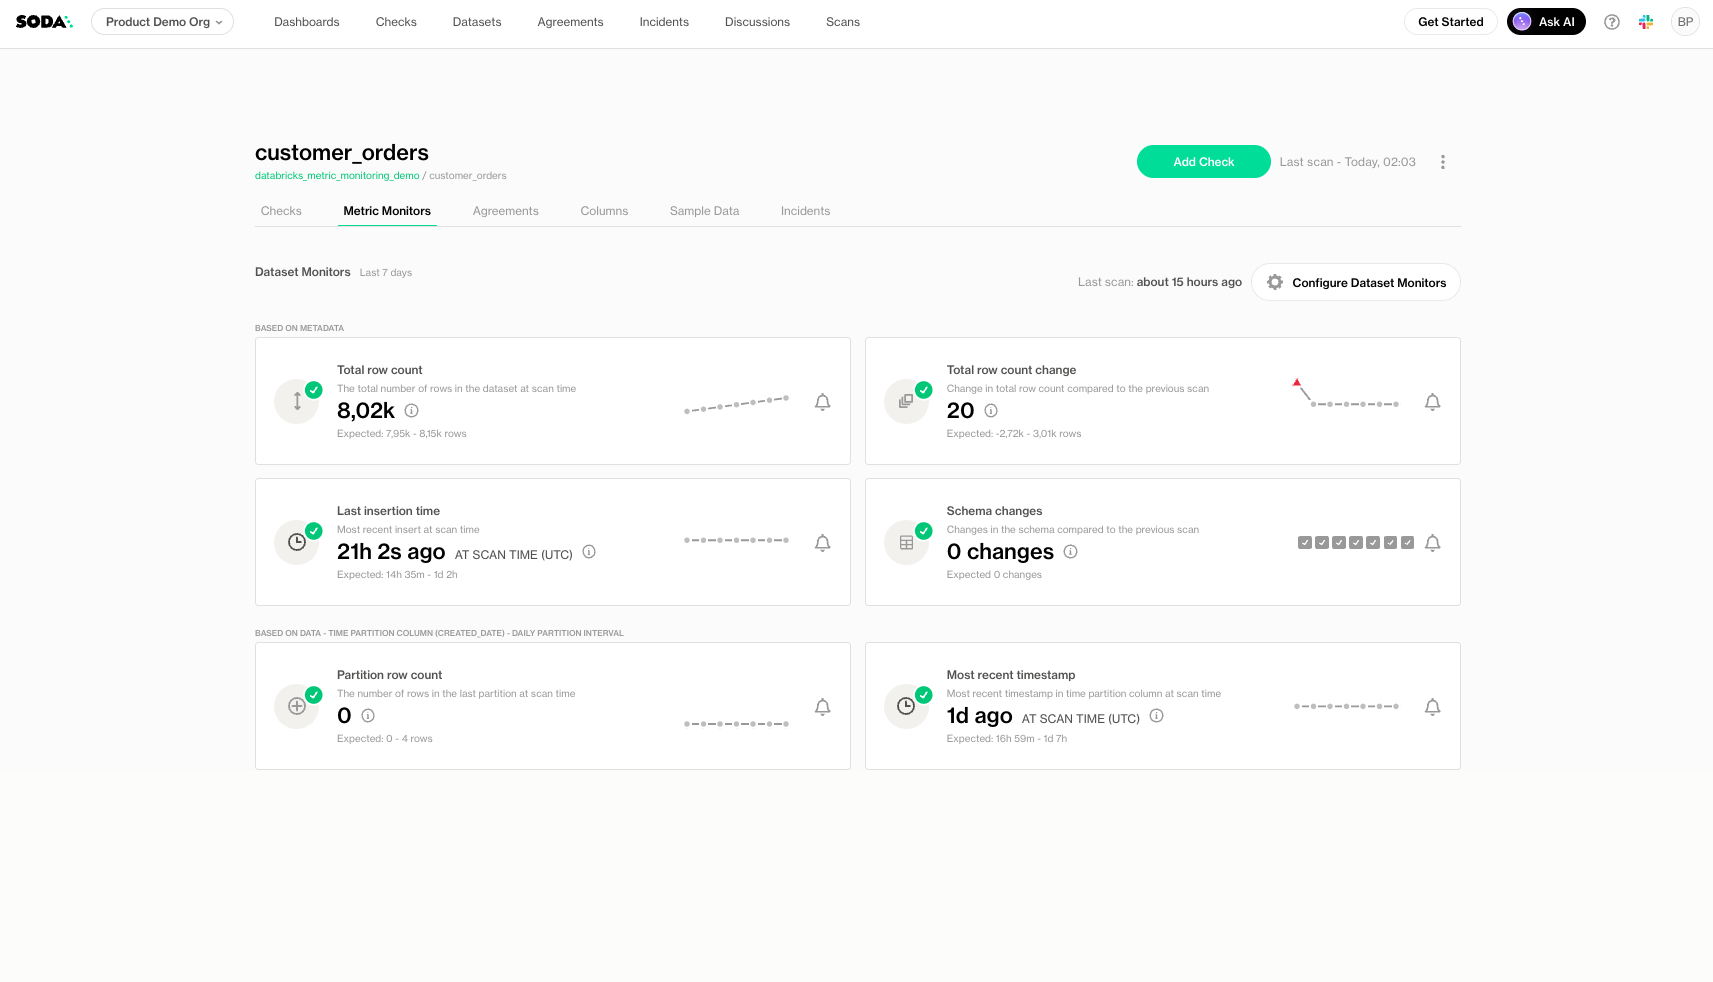 SODA
Product Demo Org
Dashboards
Checks
Datasets
Agreements
Incidents
Discussions
Scans
Get Started
Ask AI
BP
customer_orders
databricks_metric_monitoring_demo / customer_orders
Add Check
Last scan - Today, 02:03
Checks
Metric Monitors
Agreements
Columns
Sample Data
Incidents
Dataset Monitors Last 7 days
Last scan: about 15 hours ago
Configure Dataset Monitors
BASED ON METADATA
Total row count
The total number of rows in the dataset at scan time
8,02k
Expected: 7,95k - 8,15k rows
Total row count change
Change in total row count compared to the previous scan
20
Expected: -2,72k - 3,01k rows
Last insertion time
Most recent insert at scan time
21h 2s ago AT SCAN TIME (UTC)
Expected: 14h 35m - 1d 2h
Schema changes
Changes in the schema compared to the previous scan
0 changes
Expected 0 changes
BASED ON DATA - TIME PARTITION COLUMN (CREATED_DATE) - DAILY PARTITION INTERVAL
Partition row count
The number of rows in the last partition at scan time
0
Expected: 0 - 4 rows
Most recent timestamp
Most recent timestamp in time partition column at scan time
1d ago AT SCAN TIME (UTC)
Expected: 16h 59m - 1d 7h